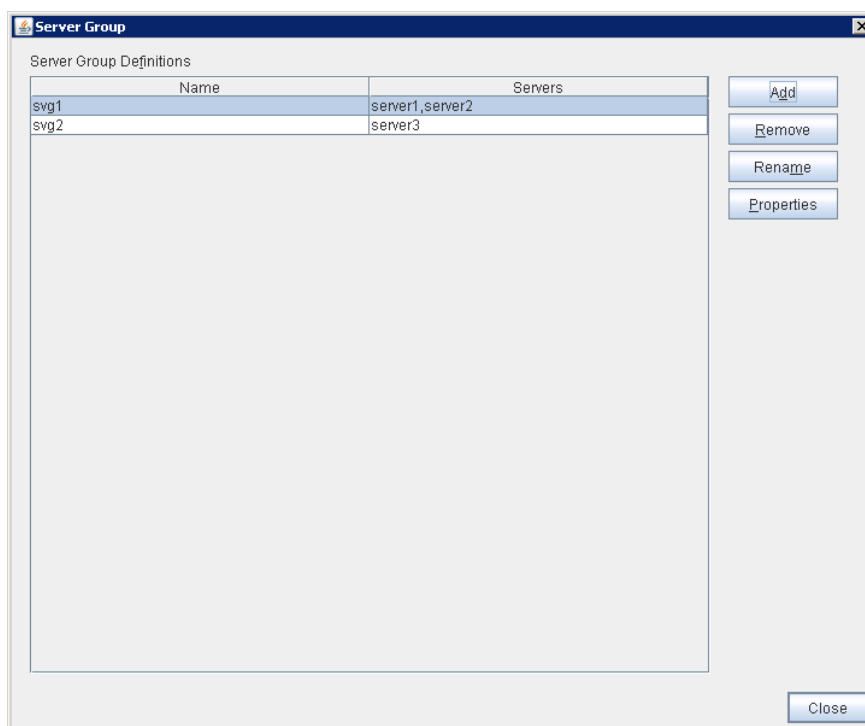 Server Group
Server Group Definitions
Name Servers
svg1 server1,server2
svg2 server3
Add
Remove
Rename
Properties
Close